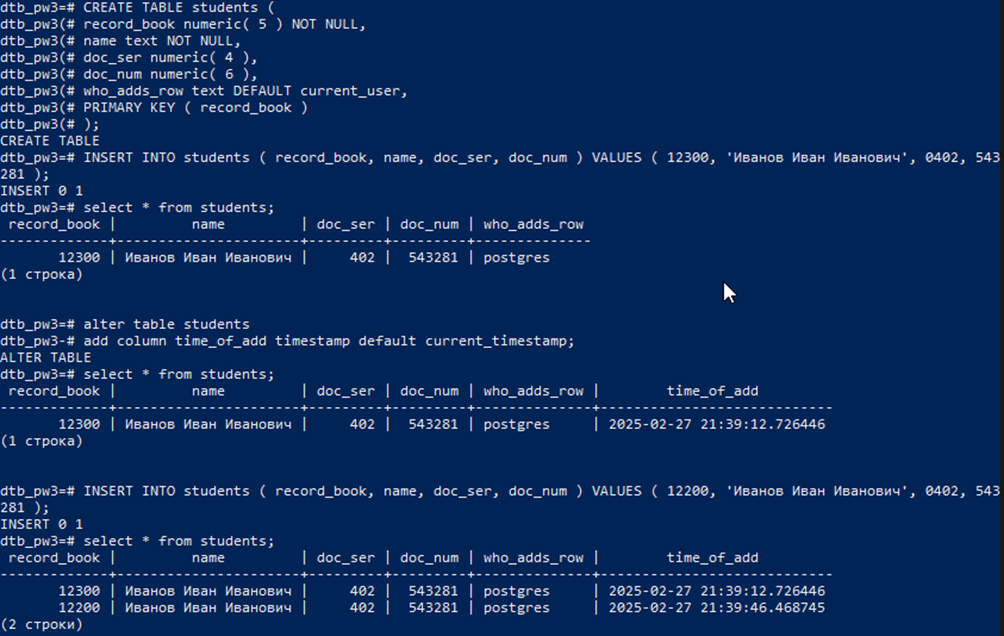 dtb_pw3=# CREATE TABLE students (
dtb_pw3(# record_book numeric( 5 ) NOT NULL,
dtb_pw3(# name text NOT NULL,
dtb_pw3(# doc_ser numeric( 4 ),
dtb_pw3(# doc_num numeric( 6 ),
dtb_pw3(# who_adds_row text DEFAULT current_user,
dtb_pw3(# PRIMARY KEY ( record_book )
dtb_pw3(# );
CREATE TABLE
dtb_pw3=# INSERT INTO students ( record_book, name, doc_ser, doc_num ) VALUES ( 12300, 'Иванов Иван Иванович', 0402, 543
281 );
INSERT 0 1
dtb_pw3=# select * from students;
 record_book |         name         | doc_ser | doc_num | who_adds_row
-------------+----------------------+---------+---------+--------------
       12300 | Иванов Иван Иванович |     402 |  543281 | postgres
(1 строка)
dtb_pw3=# alter table students
dtb_pw3-# add column time_of_add timestamp default current_timestamp;
ALTER TABLE
dtb_pw3=# select * from students;
 record_book |         name         | doc_ser | doc_num | who_adds_row |        time_of_add
-------------+----------------------+---------+---------+--------------+----------------------------
       12300 | Иванов Иван Иванович |     402 |  543281 | postgres     | 2025-02-27 21:39:12.726446
(1 строка)
dtb_pw3=# INSERT INTO students ( record_book, name, doc_ser, doc_num ) VALUES ( 12200, 'Иванов Иван Иванович', 0402, 543
281 );
INSERT 0 1
dtb_pw3=# select * from students;
 record_book |         name         | doc_ser | doc_num | who_adds_row |        time_of_add
-------------+----------------------+---------+---------+--------------+----------------------------
       12300 | Иванов Иван Иванович |     402 |  543281 | postgres     | 2025-02-27 21:39:12.726446
       12200 | Иванов Иван Иванович |     402 |  543281 | postgres     | 2025-02-27 21:39:46.468745
(2 строки)